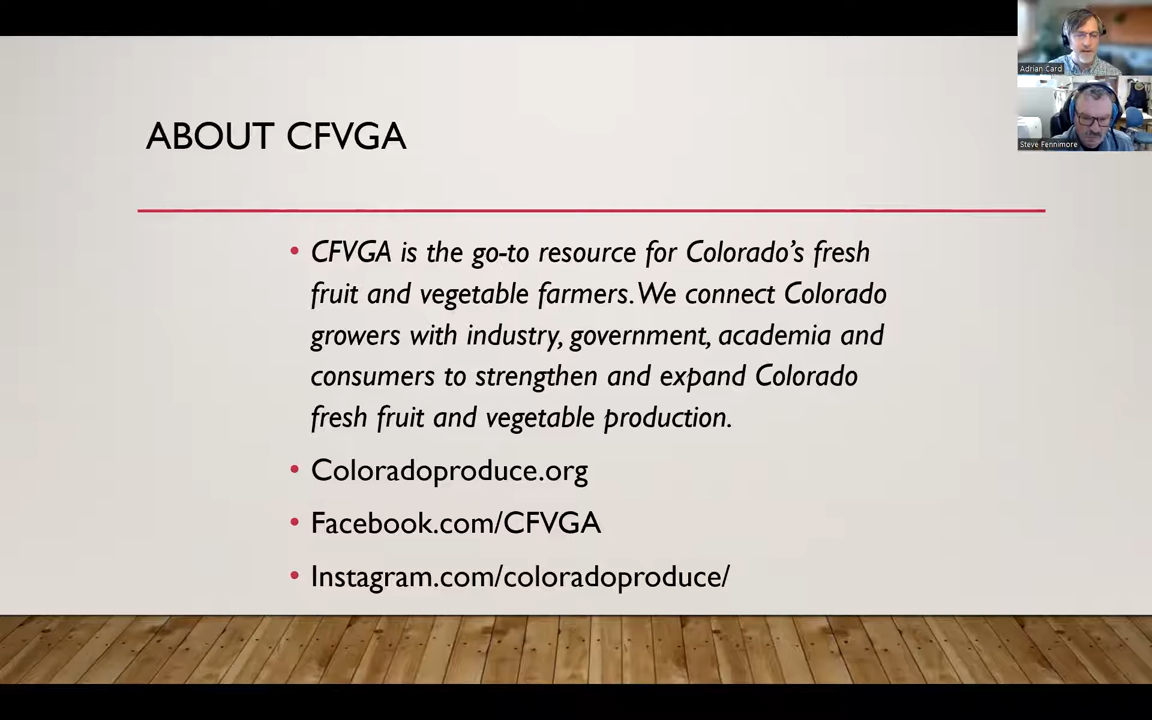 Adrian Card
Steve Fennimore
ABOUT CFVGA
• CFVGA is the go-to resource for Colorado's fresh
fruit and vegetable farmers. We connect Colorado
growers with industry, government, academia and
consumers to strengthen and expand Colorado
fresh fruit and vegetable production.
• Coloradoproduce.org
• Facebook.com/CFVGA
• Instagram.com/coloradoproduce/